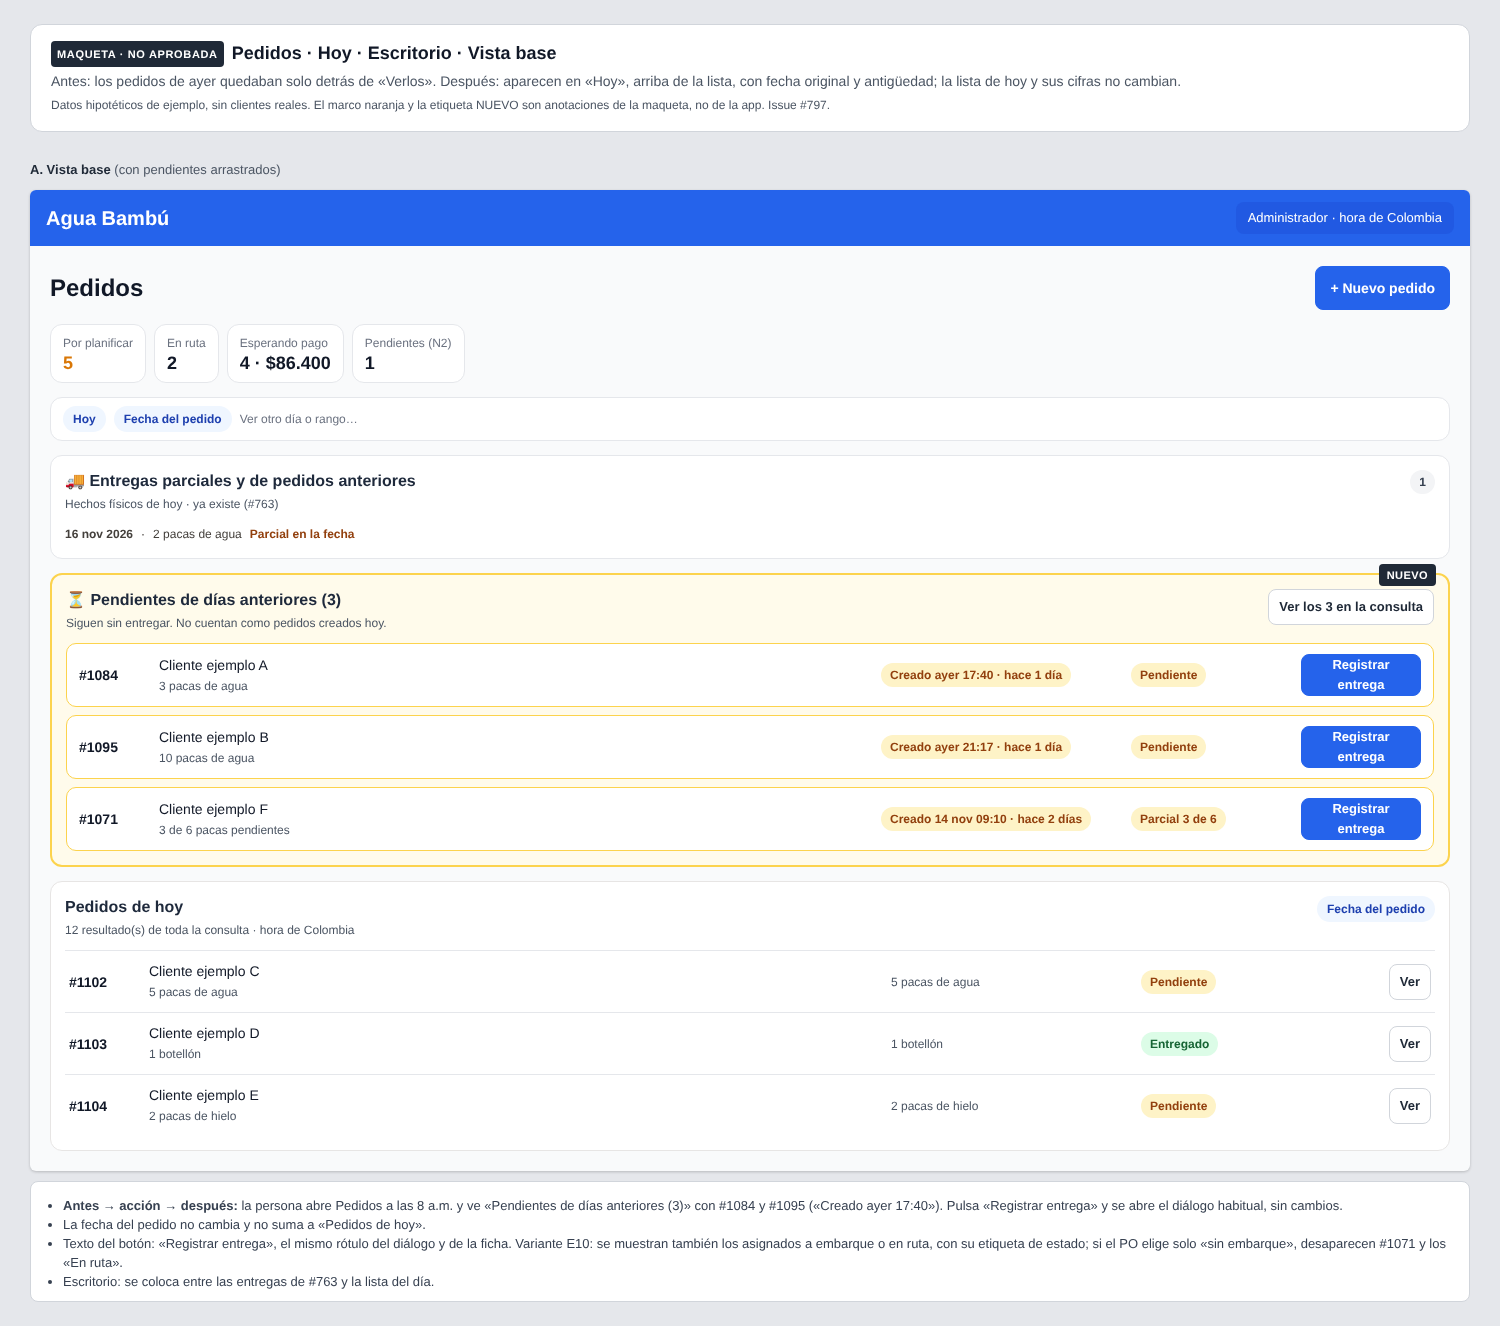 MAQUETA · NO APROBADA Pedidos · Hoy · Escritorio · Vista base
Antes: los pedidos de ayer quedaban solo detrás de «Verlos». Después: aparecen en «Hoy», arriba de la lista, con fecha original y antigüedad; la lista de hoy y sus cifras no cambian.
Datos hipotéticos de ejemplo, sin clientes reales. El marco naranja y la etiqueta NUEVO son anotaciones de la maqueta, no de la app. Issue #797.
A. Vista base (con pendientes arrastrados)
Agua Bambú
Administrador · hora de Colombia
Pedidos
+ Nuevo pedido
Por planificar
5
En ruta
2
Esperando pago
4 · $86.400
Pendientes (N2)
1
Hoy
Fecha del pedido
Ver otro día o rango…
🚚 Entregas parciales y de pedidos anteriores
1
Hechos físicos de hoy · ya existe (#763)
16 nov 2026 · 2 pacas de agua Parcial en la fecha
NUEVO
⏳ Pendientes de días anteriores (3)
Ver los 3 en la consulta
Siguen sin entregar. No cuentan como pedidos creados hoy.
#1084
Cliente ejemplo A
3 pacas de agua
Creado ayer 17:40 · hace 1 día
Pendiente
Registrar
entrega
#1095
Cliente ejemplo B
10 pacas de agua
Creado ayer 21:17 · hace 1 día
Pendiente
Registrar
entrega
#1071
Cliente ejemplo F
3 de 6 pacas pendientes
Creado 14 nov 09:10 · hace 2 días
Parcial 3 de 6
Registrar
entrega
Pedidos de hoy
Fecha del pedido
12 resultado(s) de toda la consulta · hora de Colombia
#1102
Cliente ejemplo C
5 pacas de agua
5 pacas de agua
Pendiente
Ver
#1103
Cliente ejemplo D
1 botellón
1 botellón
Entregado
Ver
#1104
Cliente ejemplo E
2 pacas de hielo
2 pacas de hielo
Pendiente
Ver
• Antes → acción → después: la persona abre Pedidos a las 8 a.m. y ve «Pendientes de días anteriores (3)» con #1084 y #1095 («Creado ayer 17:40»). Pulsa «Registrar entrega» y se abre el diálogo habitual, sin cambios.
• La fecha del pedido no cambia y no suma a «Pedidos de hoy».
• Texto del botón: «Registrar entrega», el mismo rótulo del diálogo y de la ficha. Variante E10: se muestran también los asignados a embarque o en ruta, con su etiqueta de estado; si el PO elige solo «sin embarque», desaparecen #1071 y los
«En ruta».
• Escritorio: se coloca entre las entregas de #763 y la lista del día.